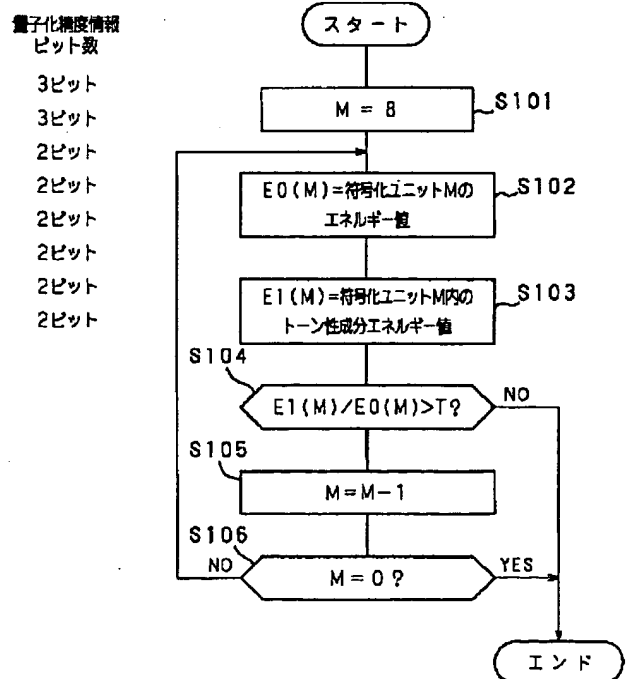 量子化精度情報
ビット数
3ビット
3ビット
2ビット
2ビット
2ビット
2ビット
2ビット
2ビット
スタート
M=8
S101
E0(M)=符号化ユニットMの
エネルギー値
S102
E1(M)=符号化ユニットM内の
トーン性成分エネルギー値
S103
S104
E1(M)/E0(M)>T?
NO
S105
M=M-1
S106
NO
M=0?
YES
エンド